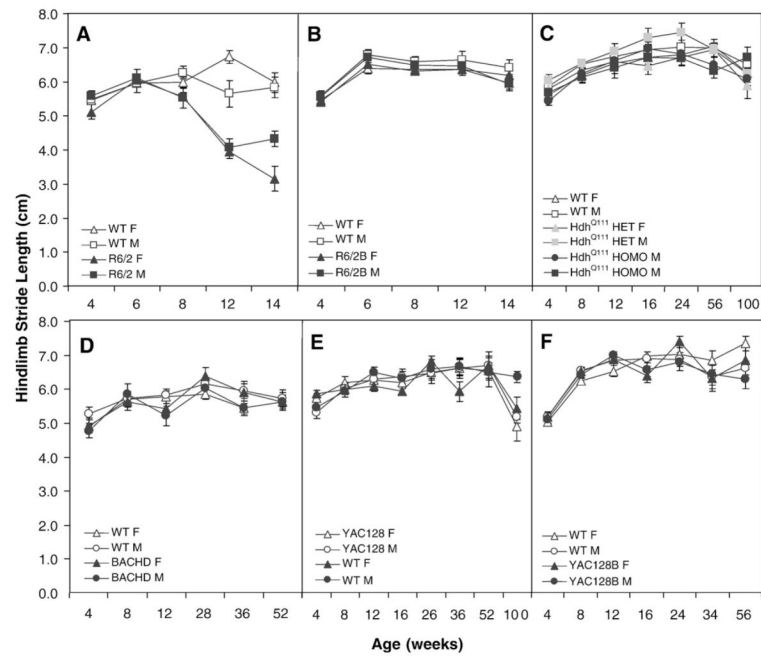 Hindlimb Stride Length (cm)
8.0
7.0
6.0
5.0
4.0
3.0
2.0
1.0
0.0
A
WT F
WT M
R6/2 F
R6/2 M
4 6 8 12 14
B
WT F
WT M
R6/2B F
R6/2B M
4 6 8 12 14
C
WT F
WT M
Hdh^Q111 HET F
Hdh^Q111 HET M
Hdh^Q111 HOMO M
Hdh^Q111 HOMO M
4 8 12 16 24 56 100
8.0
7.0
6.0
5.0
4.0
3.0
2.0
1.0
0.0
D
WT F
WT M
BACHD F
BACHD M
4 8 12 28 36 52
E
YAC128 F
YAC128 M
WT F
WT M
4 8 12 16 26 36 52 100
F
WT F
WT M
YAC128B F
YAC128B M
4 8 12 16 24 34 56
Age (weeks)